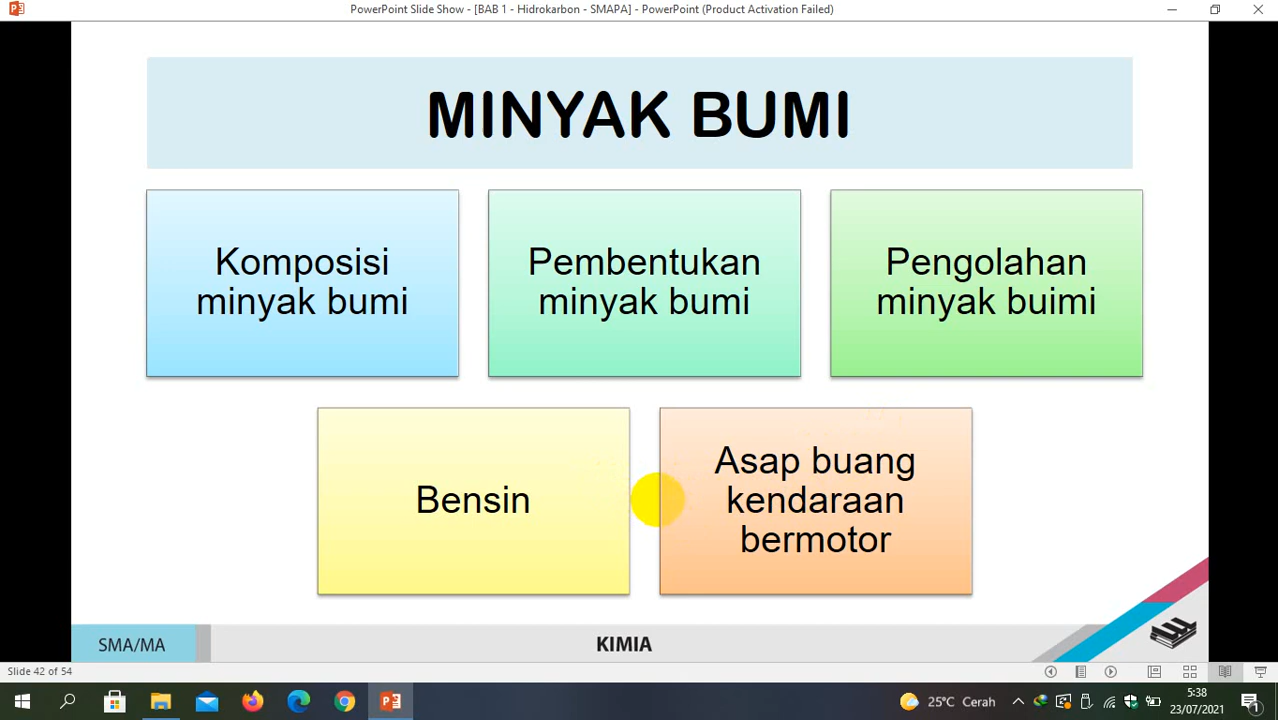 PowerPoint Slide Show - [BAB 1 - Hidrokarbon - SMAPA] - PowerPoint (Product Activation Failed)
MINYAK BUMI
Komposisi
minyak bumi
Pembentukan
minyak bumi
Pengolahan
minyak buimi
Bensin
Asap buang
kendaraan
bermotor
SMA/MA
KIMIA
Slide 42 of 54
25°C Cerah
5:38
23/07/2021
1